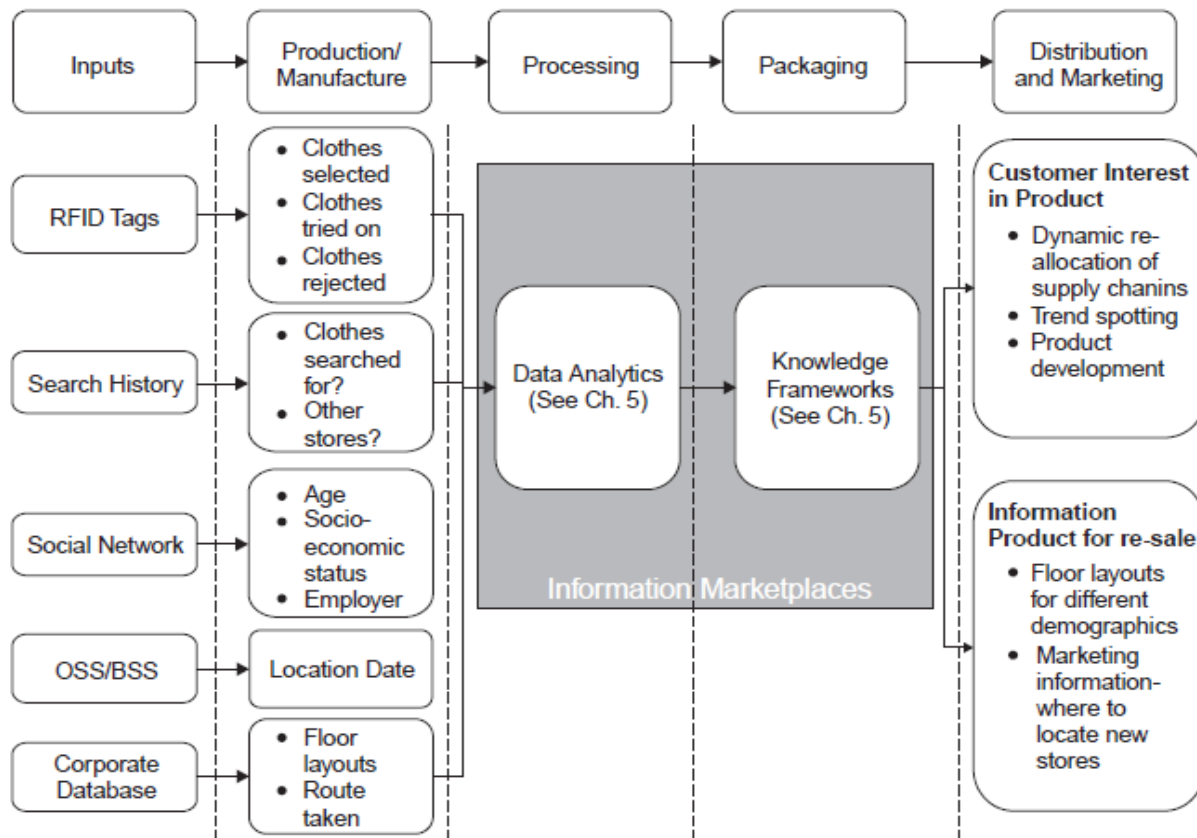 Inputs
Production/
Manufacture
Processing
Packaging
Distribution
and Marketing
RFID Tags
• Clothes
selected
• Clothes
tried on
• Clothes
rejected
Search History
• Clothes
searched
for?
• Other
stores?
Social Network
• Age
• Socio-
economic
status
• Employer
OSS/BSS
Location Date
Corporate
Database
• Floor
layouts
• Route
taken
Data Analytics
(See Ch. 5)
Knowledge
Frameworks
(See Ch. 5)
Information Marketplaces
Customer Interest
in Product
• Dynamic re-
allocation of
supply chanins
• Trend spotting
• Product
development
Information
Product for re-sale
• Floor layouts
for different
demographics
• Marketing
information-
where to
locate new
stores